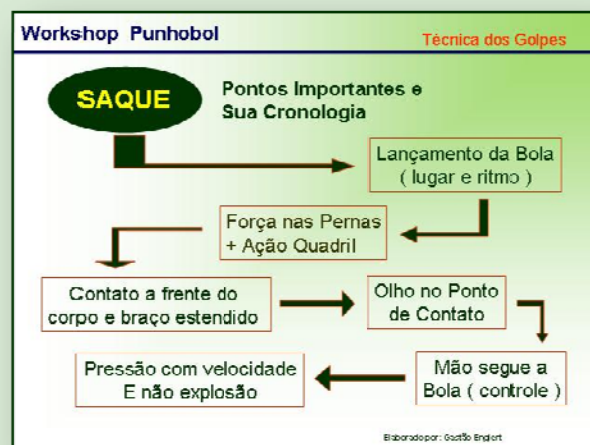 Workshop Punhobol
Técnica dos Golpes
SAQUE
Pontos Importantes e
Sua Cronologia
Lançamento da Bola
( lugar e ritmo )
Força nas Pernas
+ Ação Quadril
Contato a frente do
corpo e braço estendido
Olho no Ponto
de Contato
Mão segue a
Bola ( controle )
Pressão com velocidade
E não explosão
Elaborado por: Gastão Englert